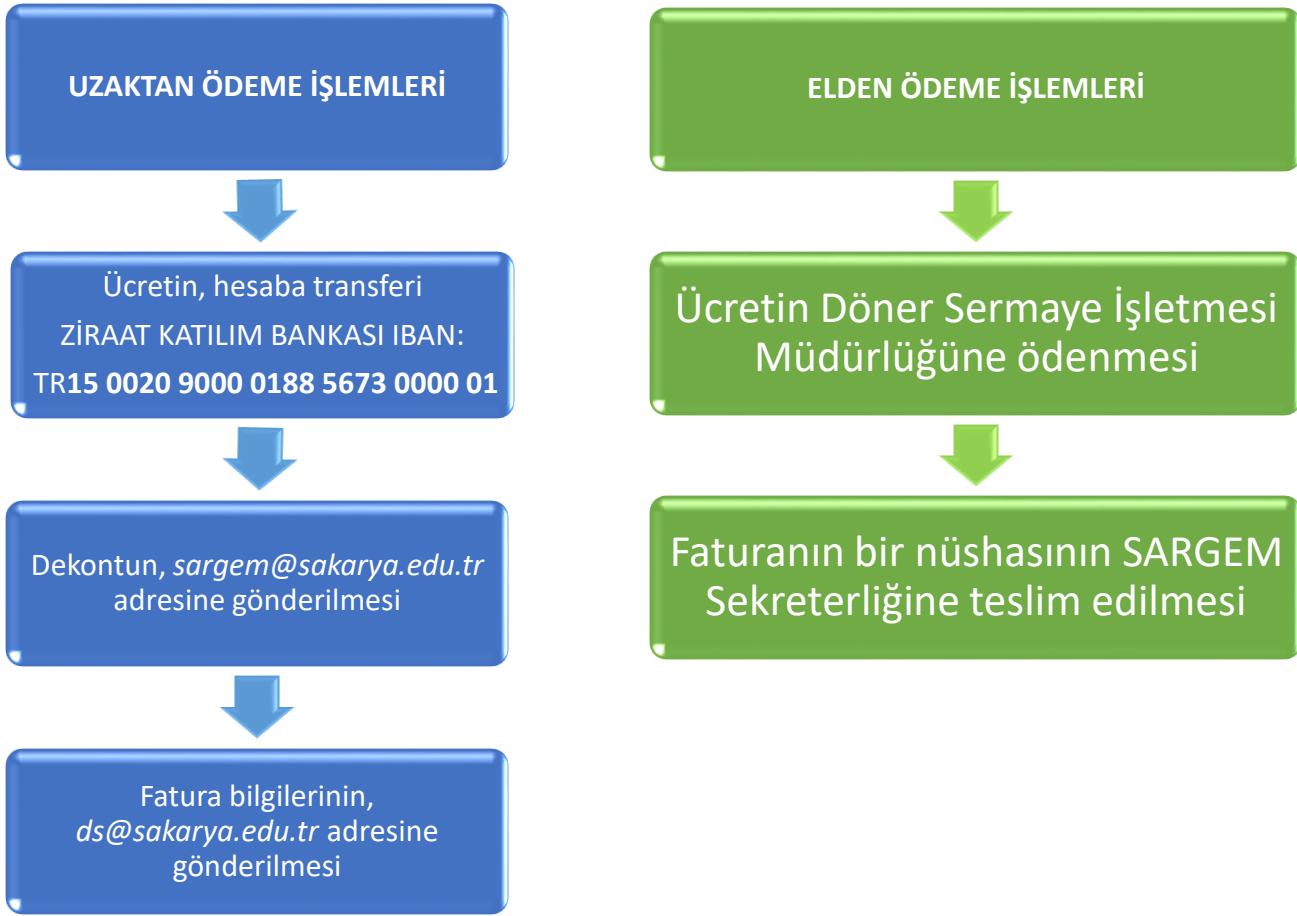 UZAKTAN ÖDEME İŞLEMLERİ
Ücretin, hesaba transferi
ZİRAAT KATILIM BANKASI IBAN:
TR15 0020 9000 0188 5673 0000 01
Dekontun, sargem@sakarya.edu.tr
adresine gönderilmesi
Fatura bilgilerinin,
ds@sakarya.edu.tr adresine
gönderilmesi
ELDEN ÖDEME İŞLEMLERİ
Ücretin Döner Sermaye İşletmesi
Müdürlüğüne ödenmesi
Faturanın bir nüshasının SARGEM
Sekreterliğine teslim edilmesi